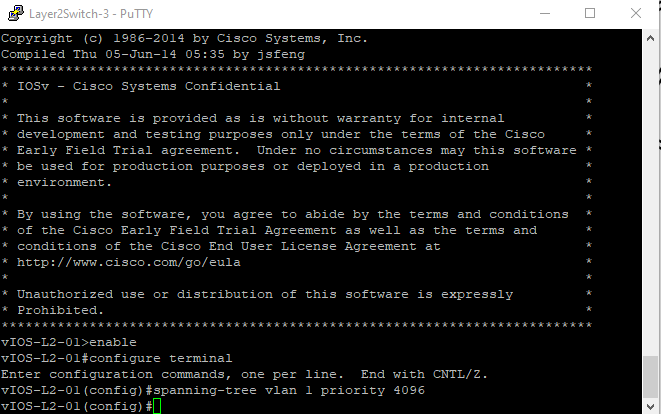 Layer2Switch-3 - PuTTY
Copyright (c) 1986-2014 by Cisco Systems, Inc.
Compiled Thu 05-Jun-14 05:35 by jsfeng
**************************************************************************
* IOSv - Cisco Systems Confidential                                      *
*                                                                        *
* This software is provided as is without warranty for internal          *
* development and testing purposes only under the terms of the Cisco     *
* Early Field Trial agreement.  Under no circumstances may this software *
* be used for production purposes or deployed in a production            *
* environment.                                                           *
*                                                                        *
* By using the software, you agree to abide by the terms and conditions  *
* of the Cisco Early Field Trial Agreement as well as the terms and      *
* conditions of the Cisco End User License Agreement at                  *
* http://www.cisco.com/go/eula                                           *
*                                                                        *
* Unauthorized use or distribution of this software is expressly         *
* Prohibited.                                                            *
**************************************************************************
vIOS-L2-01>enable
vIOS-L2-01#configure terminal
Enter configuration commands, one per line.  End with CNTL/Z.
vIOS-L2-01(config)#spanning-tree vlan 1 priority 4096
vIOS-L2-01(config)#